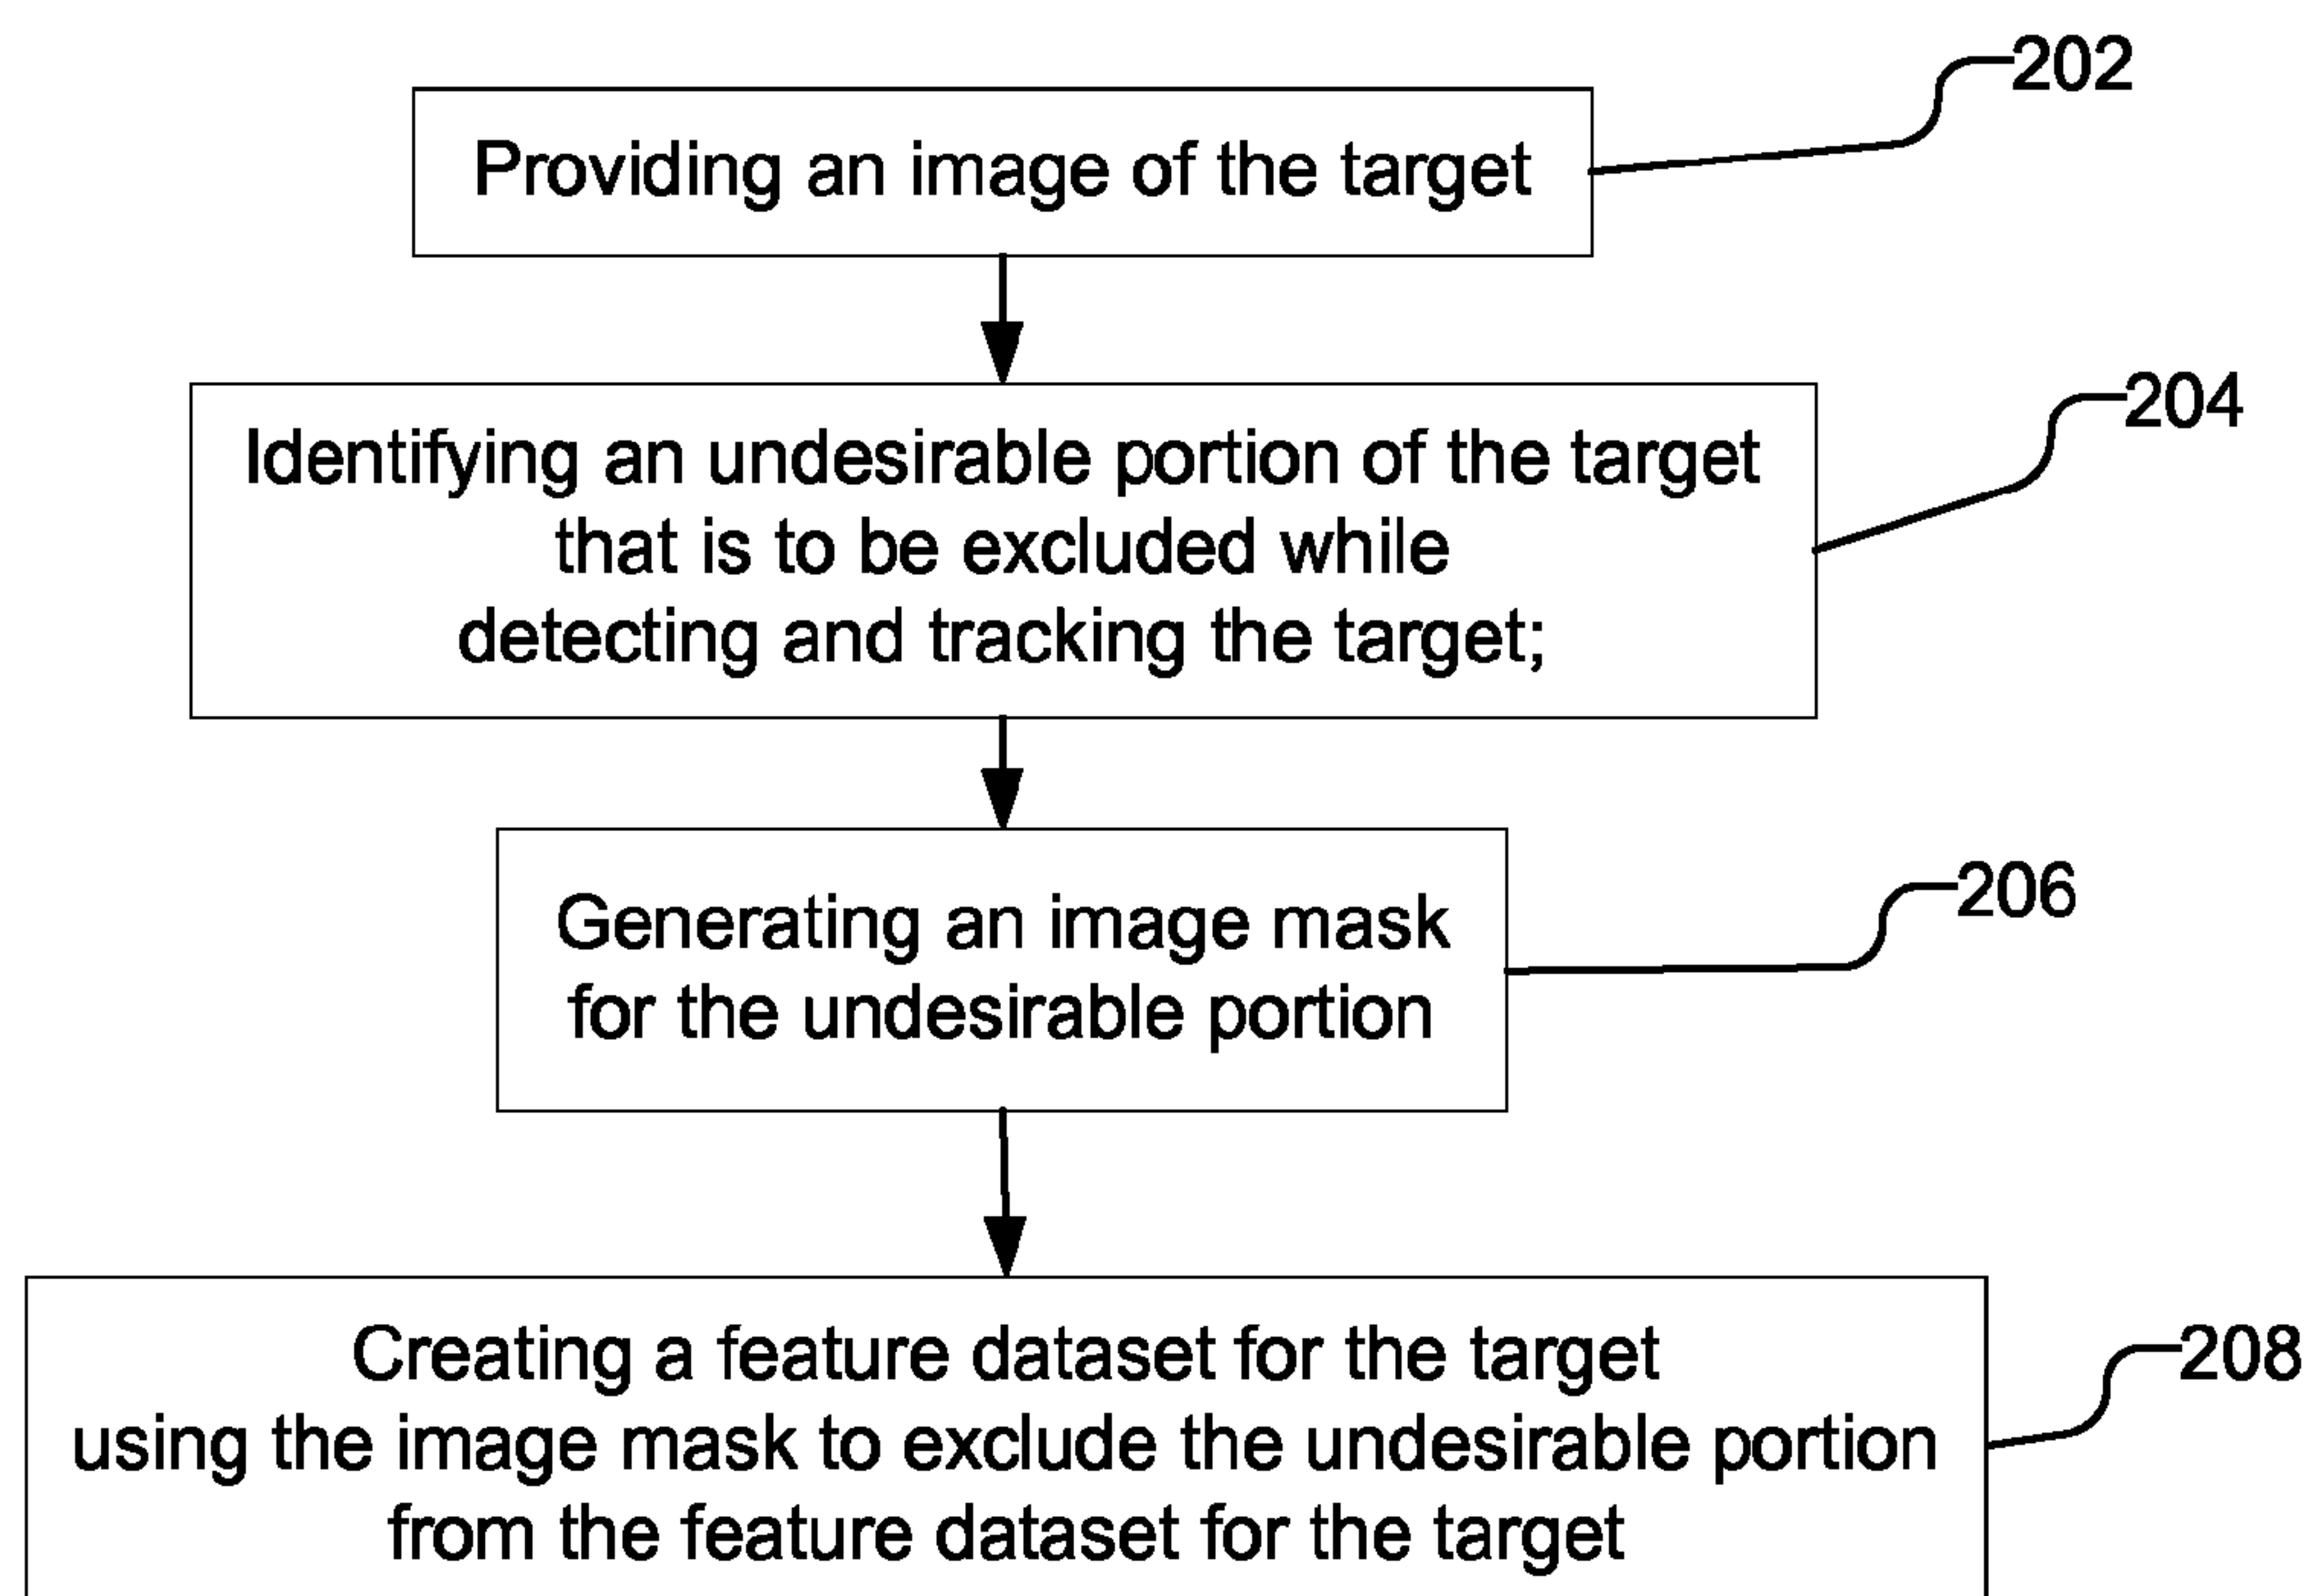 202
Providing an image of the target
204
Identifying an undesirable portion of the target
that is to be excluded while
detecting and tracking the target;
206
Generating an image mask
for the undesirable portion
208
Creating a feature dataset for the target
using the image mask to exclude the undesirable portion
from the feature dataset for the target